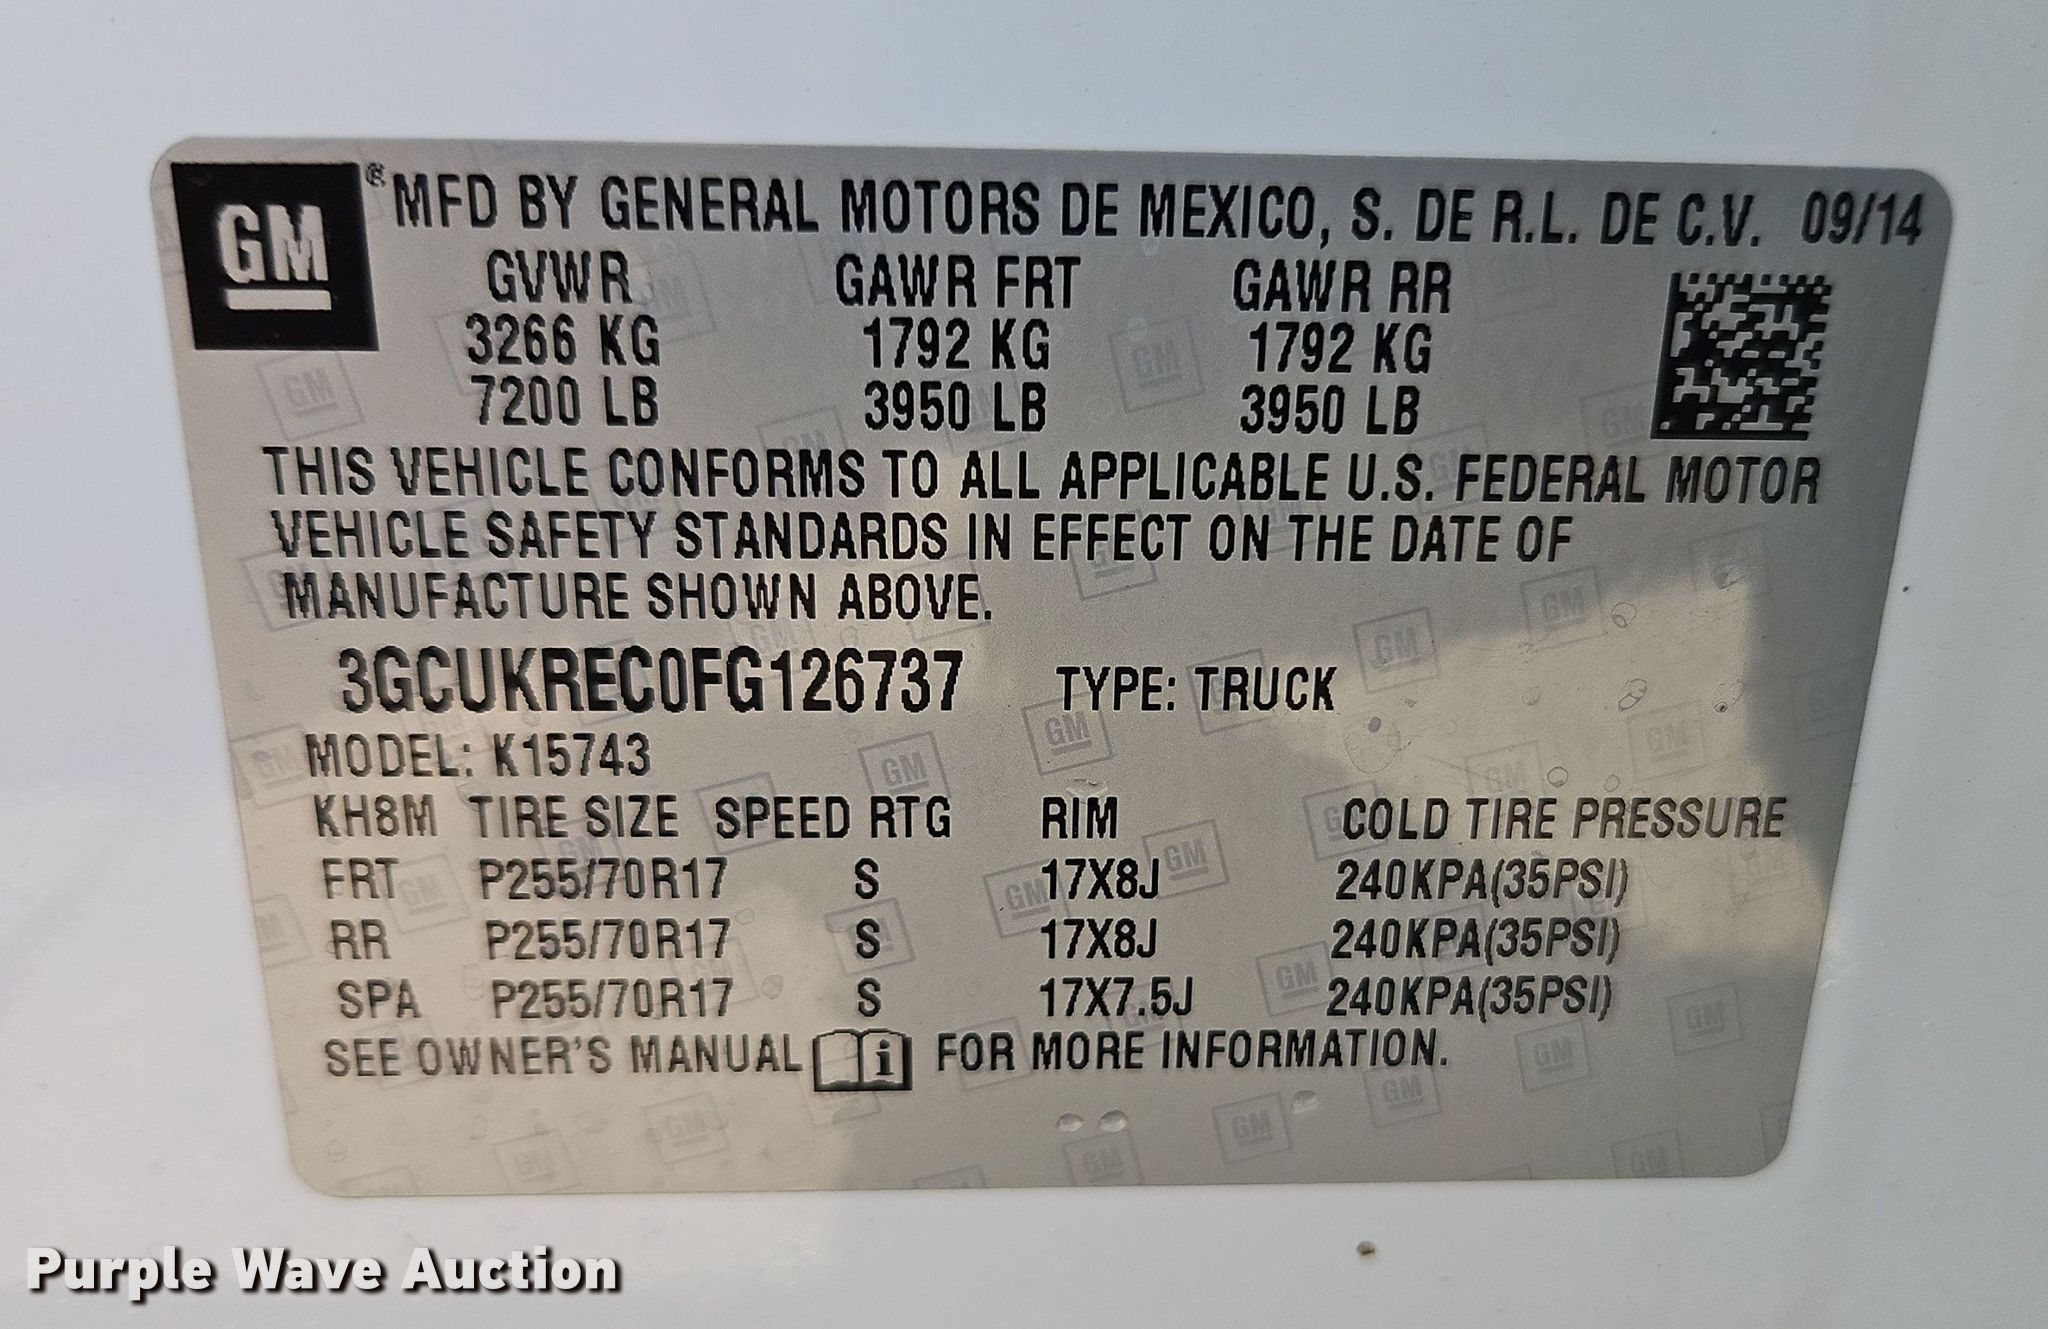 GM ® MFD BY GENERAL MOTORS DE MEXICO, S. DE R.L. DE C.V. 09/14
GVWR GAWR FRT GAWR RR
3266 KG 1792 KG 1792 KG
7200 LB 3950 LB 3950 LB
THIS VEHICLE CONFORMS TO ALL APPLICABLE U.S. FEDERAL MOTOR
VEHICLE SAFETY STANDARDS IN EFFECT ON THE DATE OF
MANUFACTURE SHOWN ABOVE.
3GCUKREC0FG126737 TYPE: TRUCK
MODEL: K15743
KH8M TIRE SIZE SPEED RTG RIM COLD TIRE PRESSURE
FRT P255/70R17 S 17X8J 240KPA(35PSI)
RR P255/70R17 S 17X8J 240KPA(35PSI)
SPA P255/70R17 S 17X7.5J 240KPA(35PSI)
SEE OWNER'S MANUAL i FOR MORE INFORMATION.
Purple Wave Auction